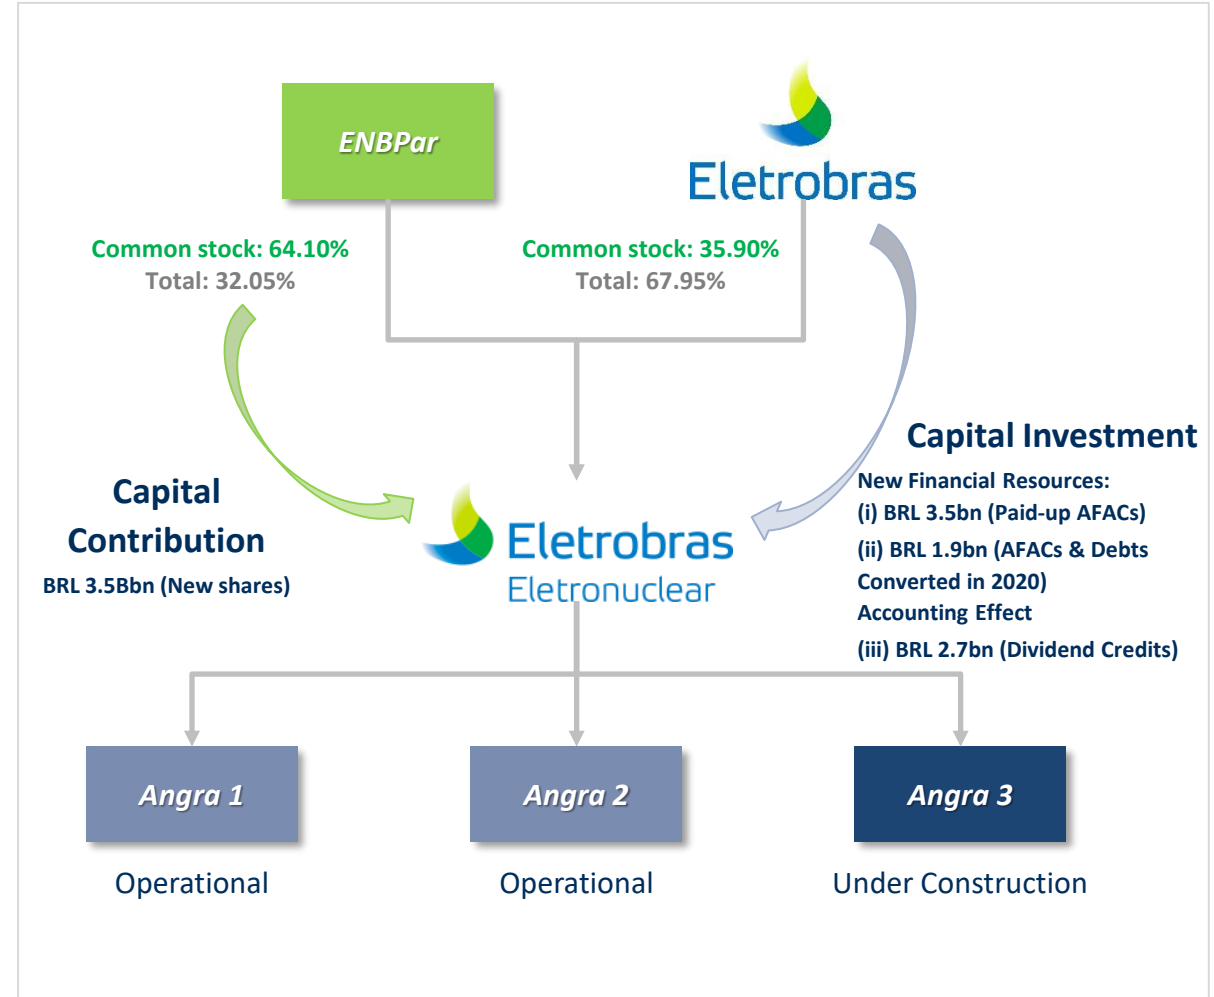 ENBPar
Eletrobras
Common stock: 64.10%
Total: 32.05%
Common stock: 35.90%
Total: 67.95%
Capital
Contribution
BRL 3.5Bbn (New shares)
Eletrobras
Eletronuclear
Capital Investment
New Financial Resources:
(i) BRL 3.5bn (Paid-up AFACs)
(ii) BRL 1.9bn (AFACs & Debts
Converted in 2020)
Accounting Effect
(iii) BRL 2.7bn (Dividend Credits)
Angra 1
Angra 2
Angra 3
Operational
Operational
Under Construction